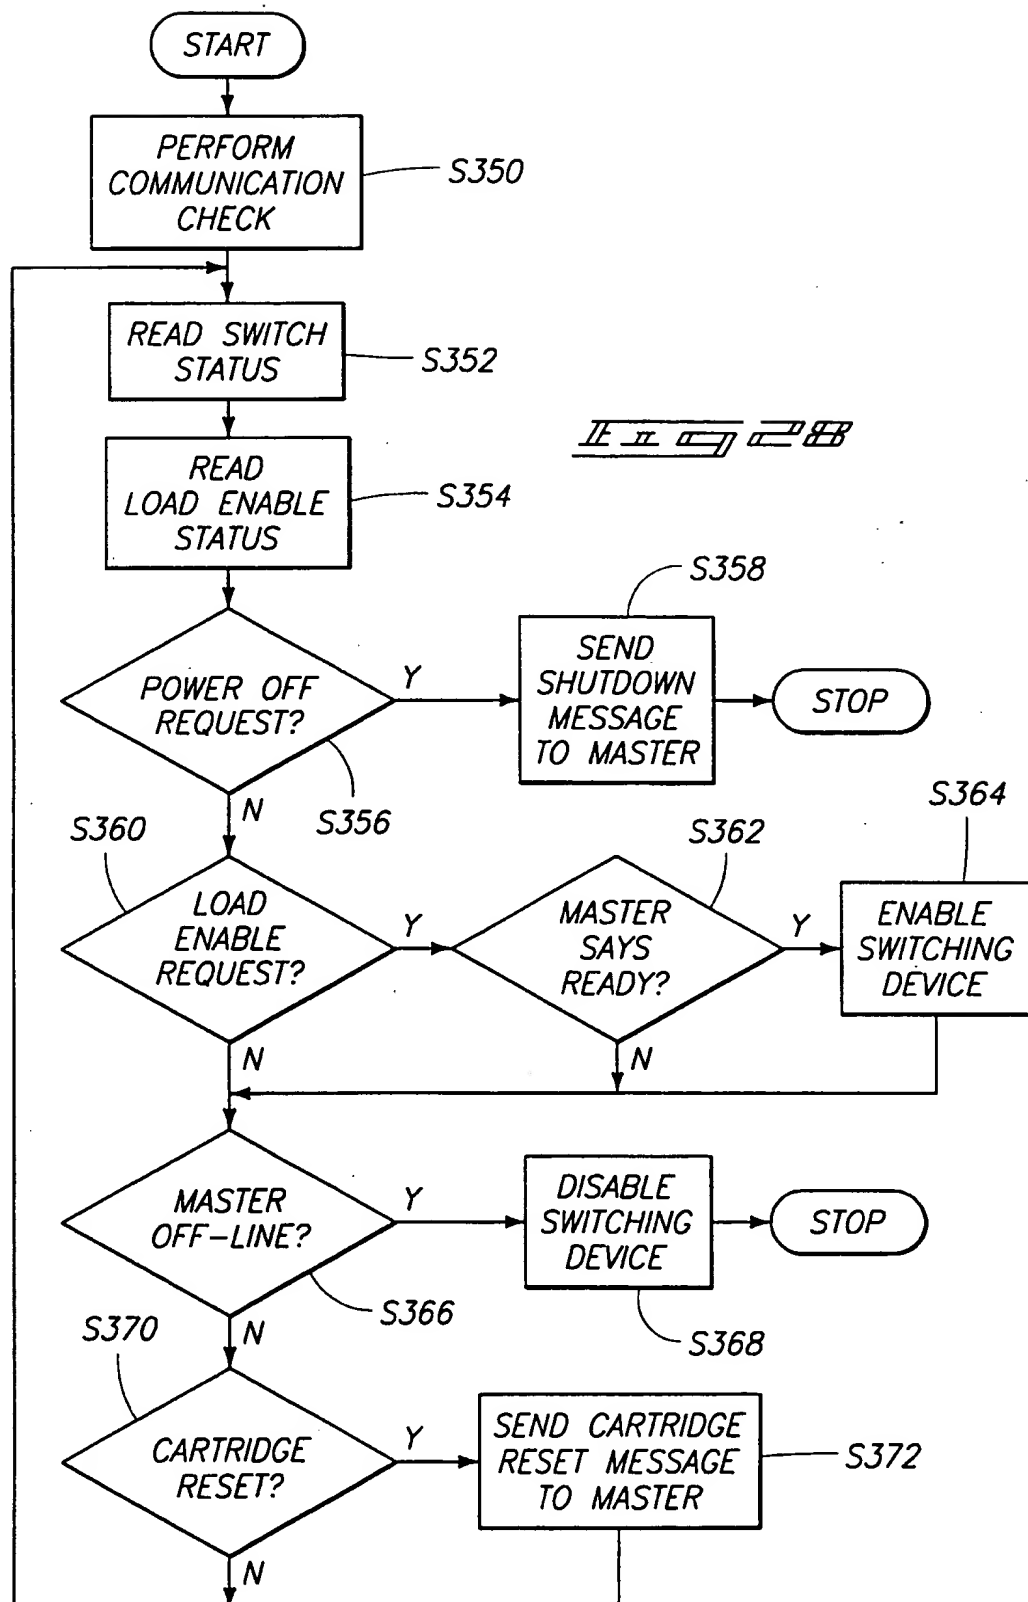 START
PERFORM
COMMUNICATION
CHECK
S350
READ SWITCH
STATUS
S352
Fig 28
READ
LOAD ENABLE
STATUS
S354
S358
POWER OFF
REQUEST?
Y
SEND
SHUTDOWN
MESSAGE
TO MASTER
STOP
N
S356
S360
S362
S364
LOAD
ENABLE
REQUEST?
Y
MASTER
SAYS
READY?
Y
ENABLE
SWITCHING
DEVICE
N
N
MASTER
OFF-LINE?
Y
DISABLE
SWITCHING
DEVICE
STOP
S366
S368
N
S370
CARTRIDGE
RESET?
Y
SEND CARTRIDGE
RESET MESSAGE
TO MASTER
S372
N